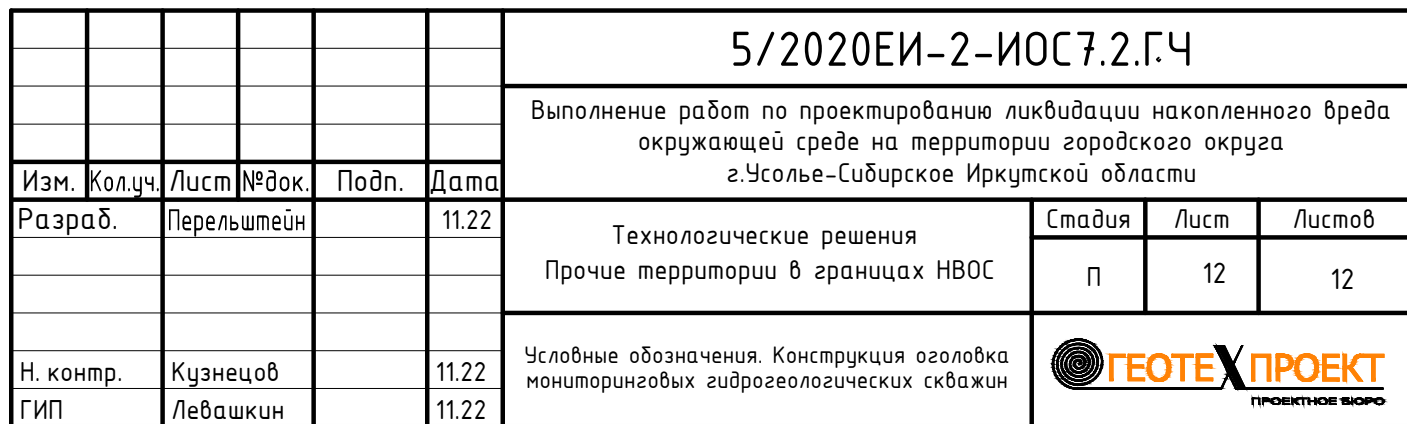 5/2020ЕИ-2-ИОС7.2.Г.Ч
Выполнение работ по проектированию ликвидации накопленного вреда
окружающей среде на территории городского округа
г.Усолье-Сибирское Иркутской области
Изм. Кол.уч. Лист №док. Подп. Дата
Разраб. Перельштейн 11.22
Технологические решения
Прочие территории в границах НВОС
Стадия Лист Листов
П 12 12
Условные обозначения. Конструкция оголовка
мониторинговых гидрогеологических скважин
Н. контр. Кузнецов 11.22
ГИП Левашкин 11.22
ГЕОТЕХПРОЕКТ
ПРОЕКТНОЕ БЮРО